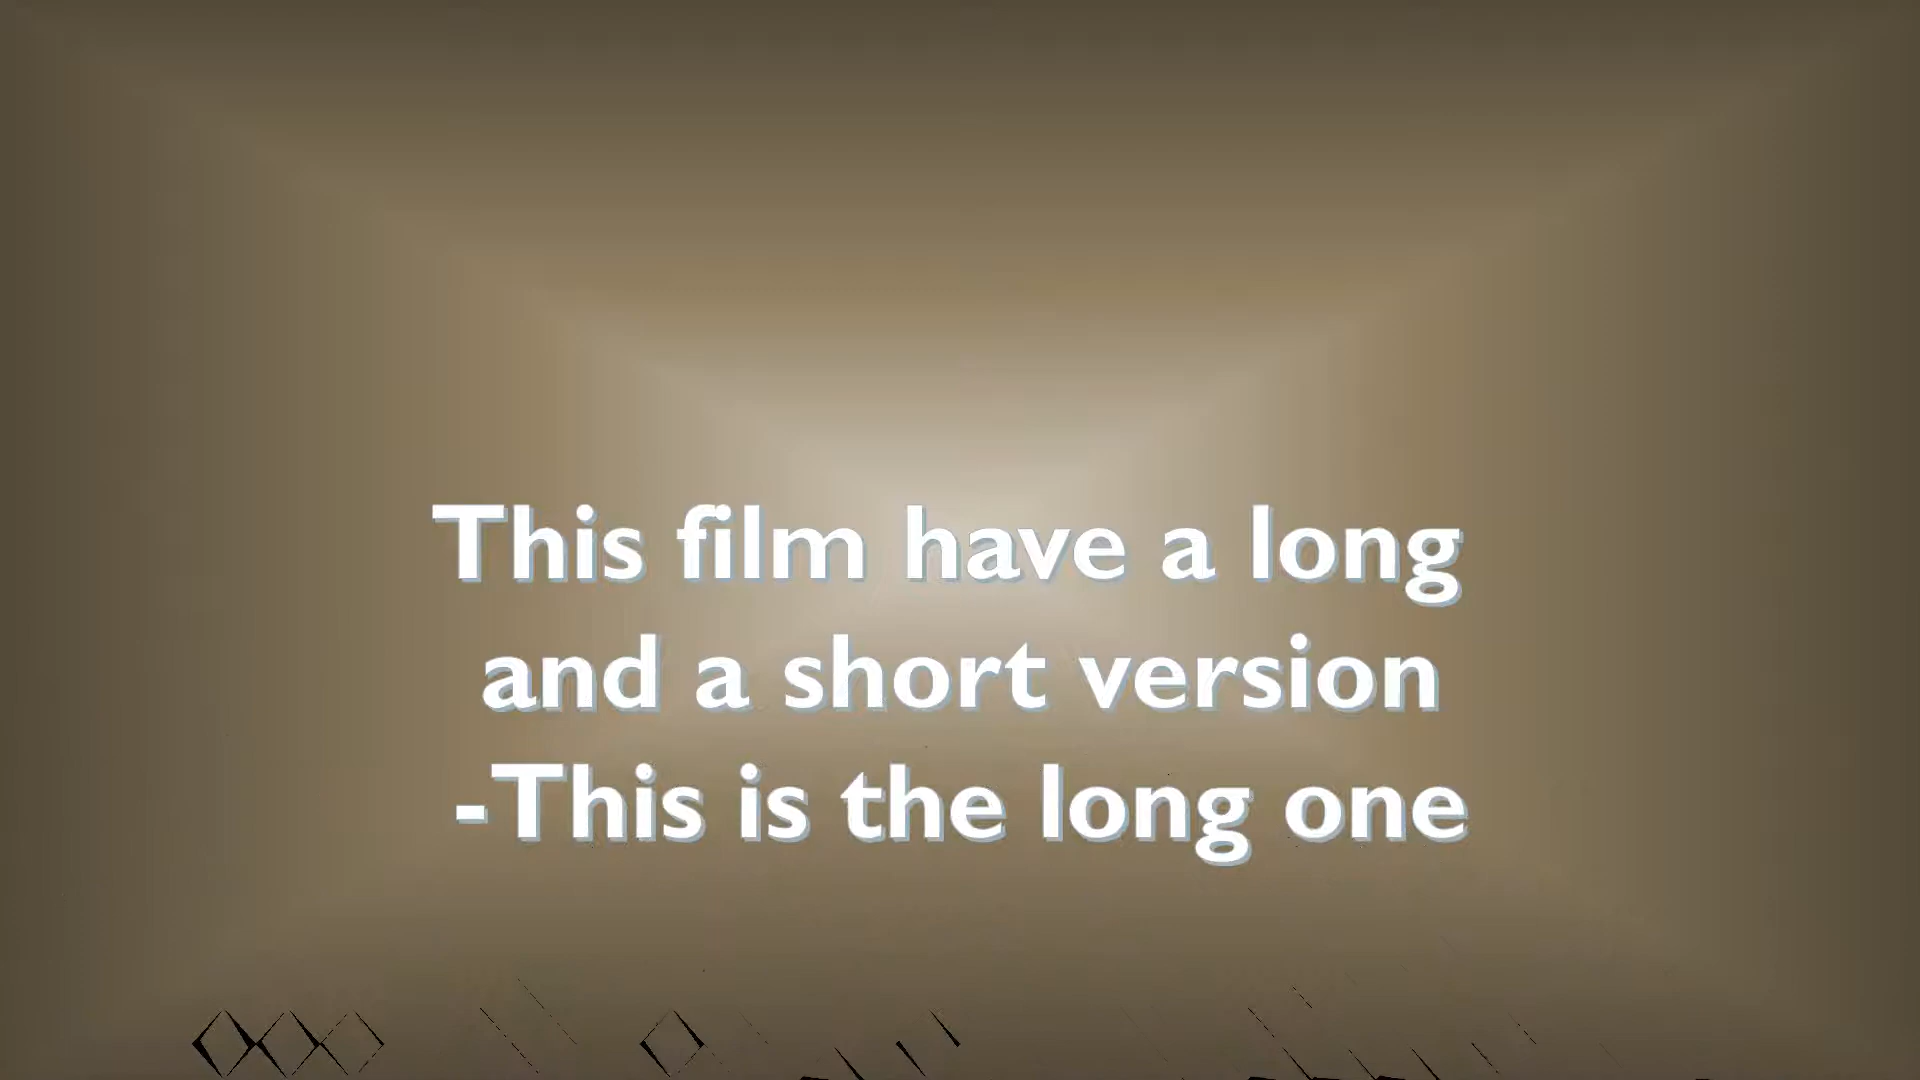 This film have a long
and a short version
-This is the long one